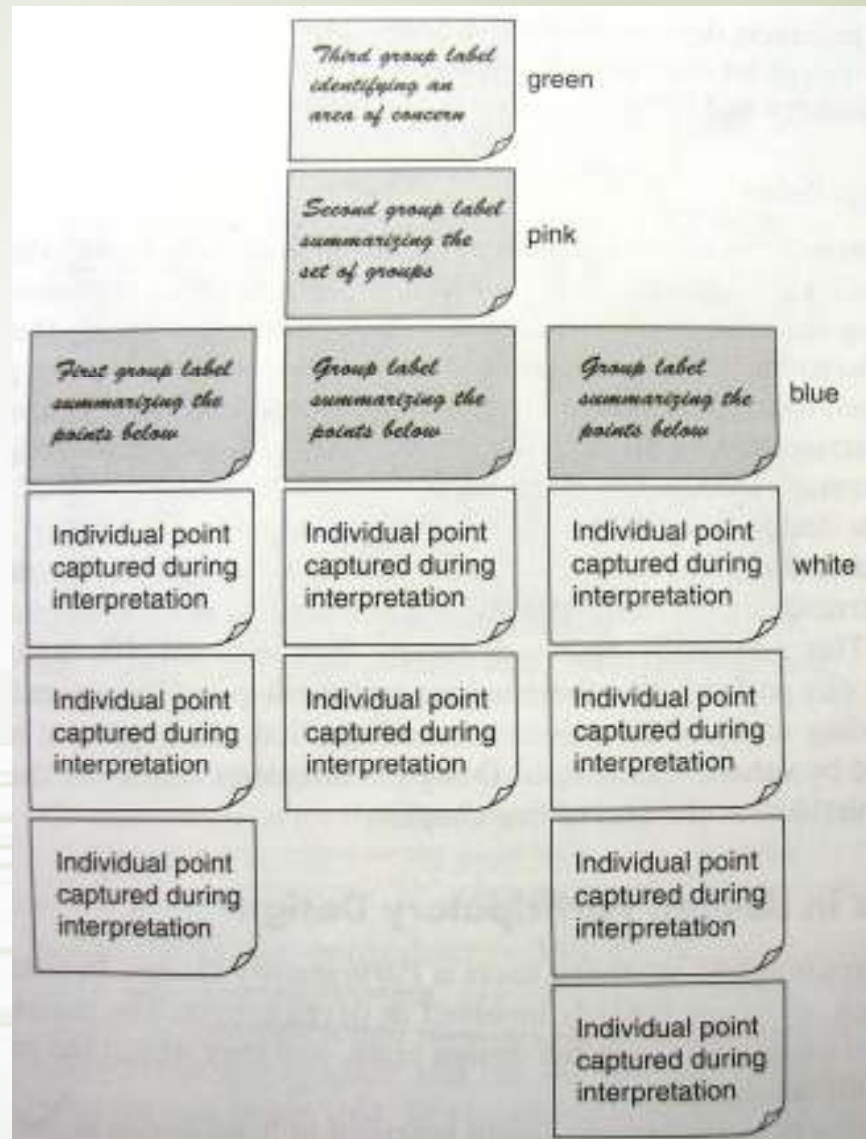 Third group label
identifying an
area of concern
green
Second group label
summarizing the
set of groups
pink
First group label
summarizing the
points below
Group label
summarizing the
points below
Group label
summarizing the
points below
blue
Individual point
captured during
interpretation
Individual point
captured during
interpretation
Individual point
captured during
interpretation
white
Individual point
captured during
interpretation
Individual point
captured during
interpretation
Individual point
captured during
interpretation
Individual point
captured during
interpretation
Individual point
captured during
interpretation
Individual point
captured during
interpretation